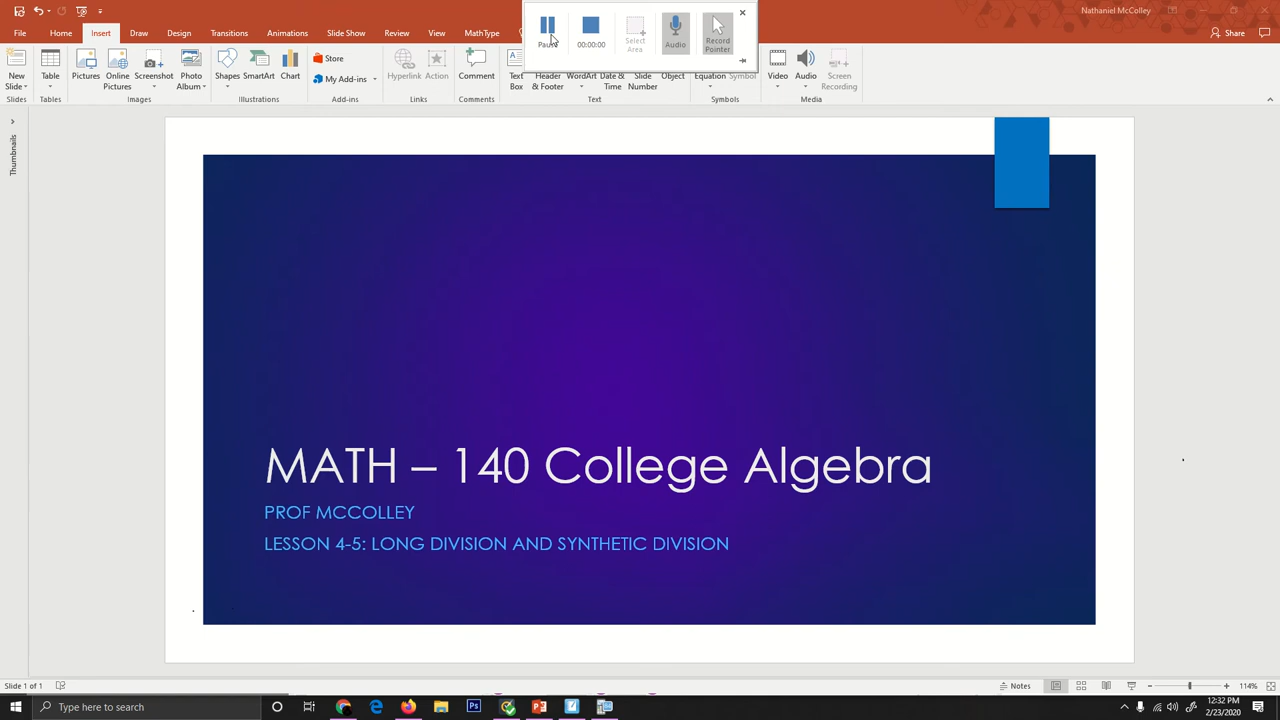 Nathaniel McColley
File Home Insert Draw Design Transitions Animations Slide Show Review View MathType
Share
Pause
00:00:00
Select Area
Audio
Record Pointer
New Slide
Table
Pictures
Online Pictures
Screenshot
Photo Album
Shapes
SmartArt
Chart
Store
My Add-ins
Hyperlink
Action
Comment
Text Box
Header & Footer
WordArt
Date & Time
Slide Number
Object
Equation
Symbol
Video
Audio
Screen Recording
Slides Tables Images Illustrations Add-ins Links Comments Text Symbols Media
Thumbnails
MATH – 140 College Algebra
PROF MCCOLLEY
LESSON 4-5: LONG DIVISION AND SYNTHETIC DIVISION
Slide 1 of 1
Notes
114%
Type here to search
12:32 PM
2/23/2020